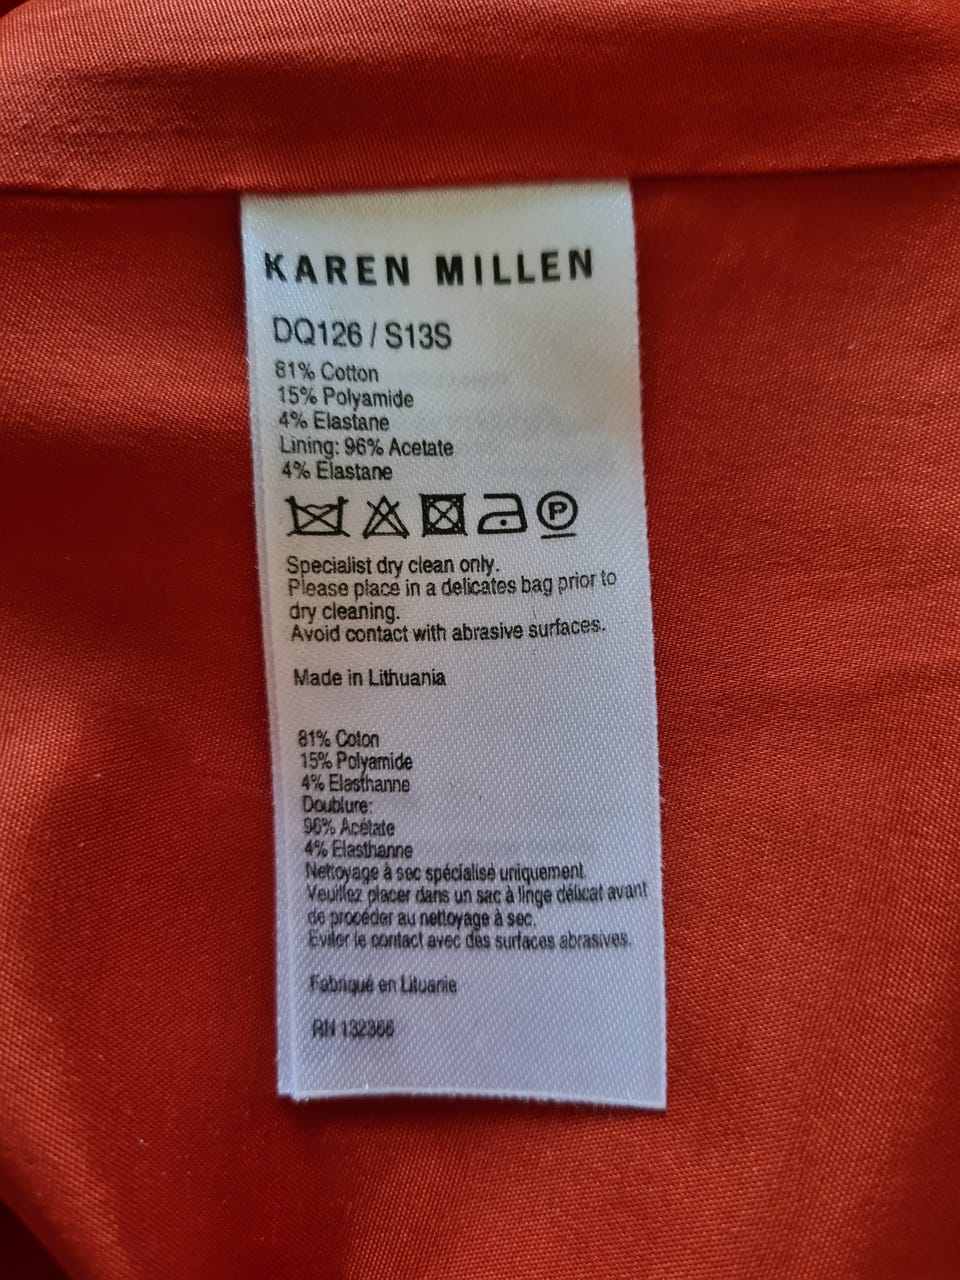 KAREN MILLEN
DQ126 / S13S
81% Cotton
15% Polyamide
4% Elastane
Lining: 96% Acetate
4% Elastane
P
Specialist dry clean only.
Please place in a delicates bag prior to
dry cleaning.
Avoid contact with abrasive surfaces.
Made in Lithuania
81% Coton
15% Polyamide
4% Elasthanne
Doublure:
96% Acétate
4% Elasthanne
Nettoyage à sec spécialisé uniquement.
Veuillez placer dans un sac à linge délicat avant
de procéder au nettoyage à sec.
Eviter le contact avec des surfaces abrasives.
Fabriqué en Lituanie
RN 132366